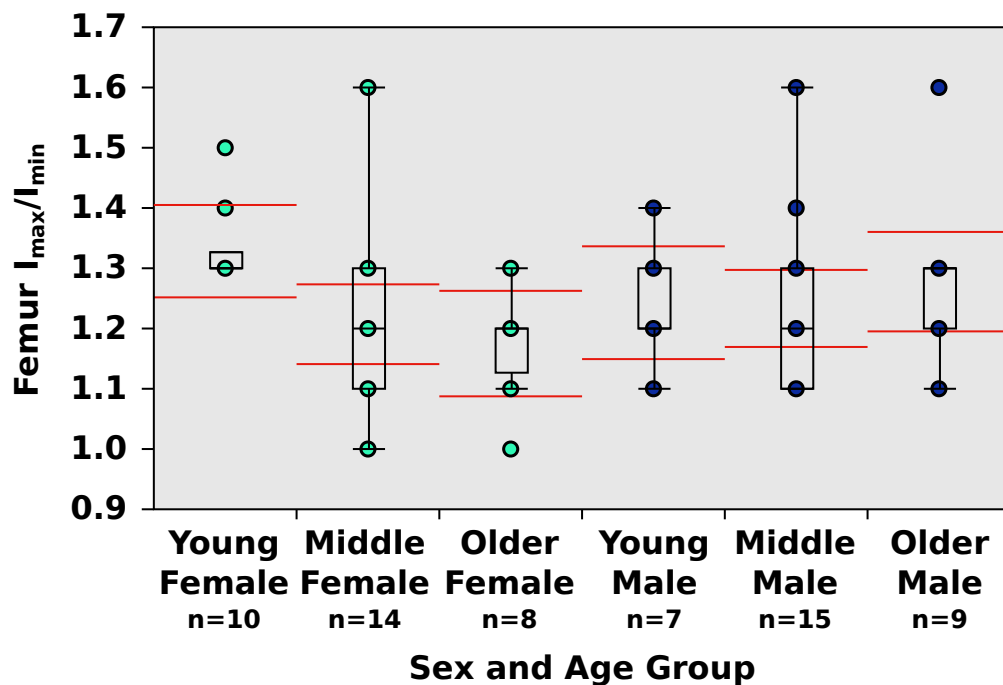 Femur Imax/Imin
1.7
1.6
1.5
1.4
1.3
1.2
1.1
1.0
0.9
Young Female n=10
Middle Female n=14
Older Female n=8
Young Male n=7
Middle Male n=15
Older Male n=9
Sex and Age Group